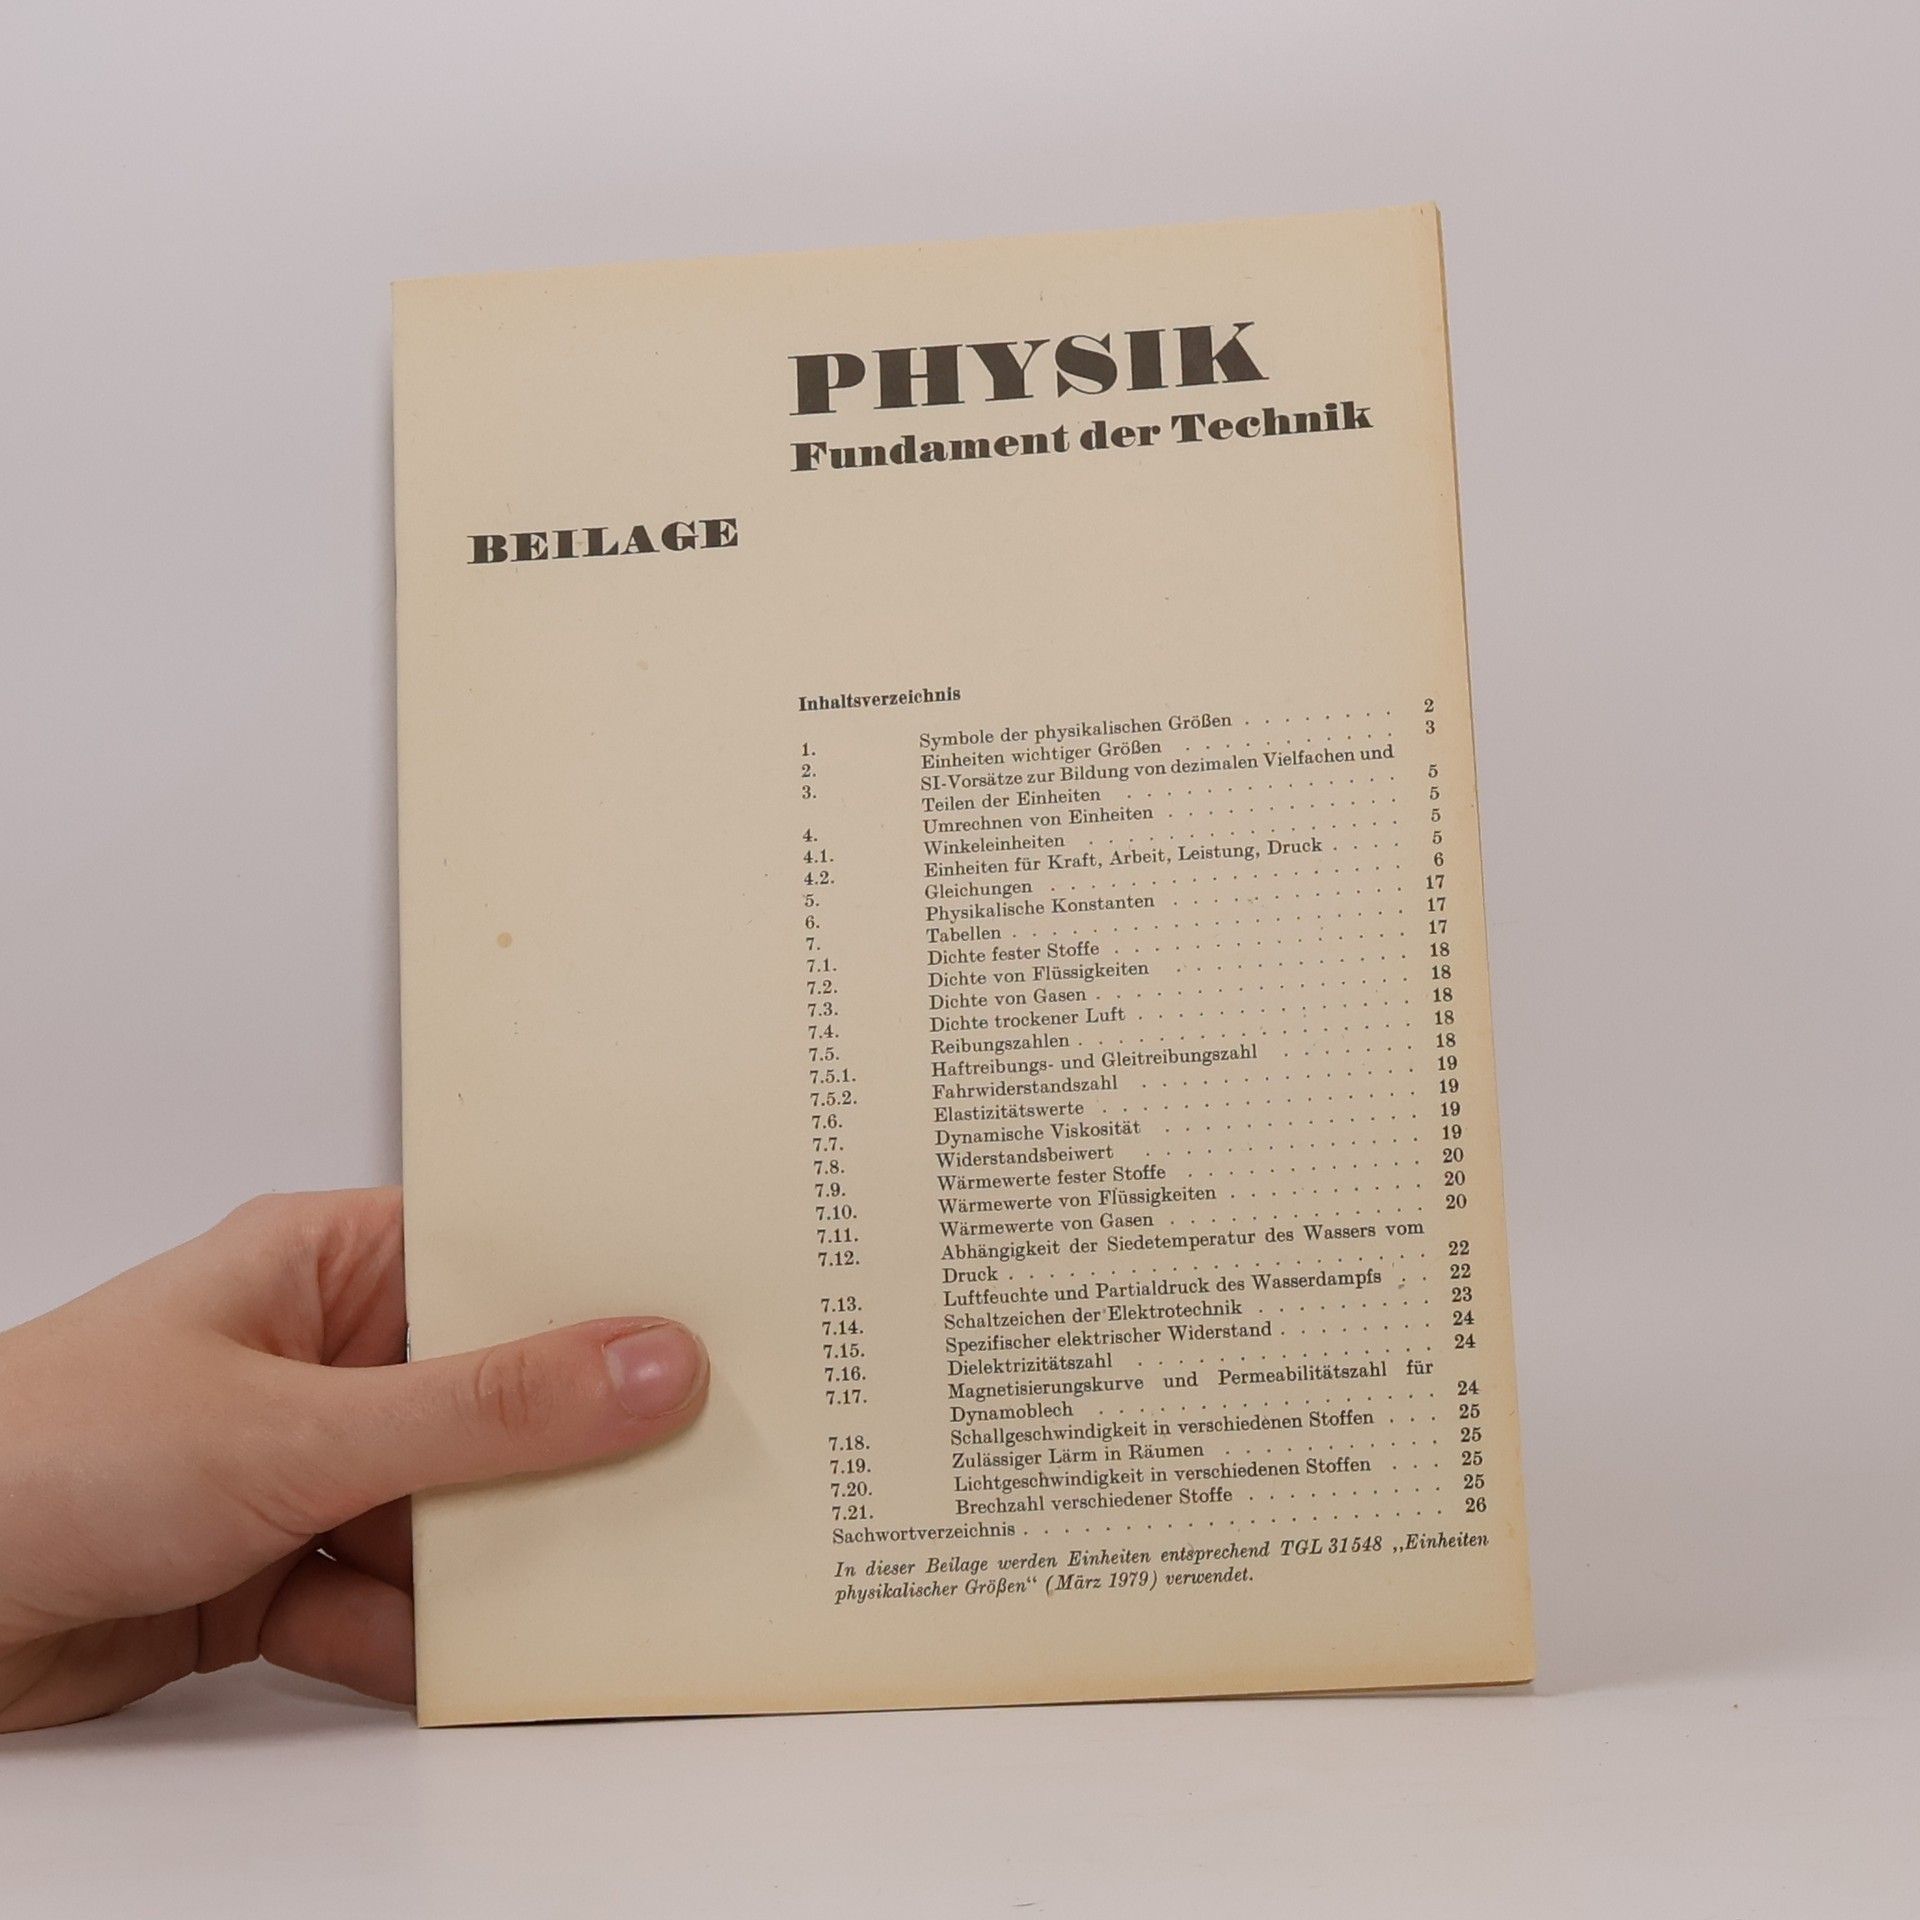 PHYSIK
Fundament der Technik
BEILAGE
Inhaltsverzeichnis
1. Symbole der physikalischen Größen . . . . . . . . 2
2. Einheiten wichtiger Größen . . . . . . . . . . . 3
3. SI-Vorsätze zur Bildung von dezimalen Vielfachen und
Teilen der Einheiten . . . . . . . . . . . . . . 5
4. Umrechnen von Einheiten . . . . . . . . . . . . 5
4.1. Winkeleinheiten . . . . . . . . . . . . . . . . 5
4.2. Einheiten für Kraft, Arbeit, Leistung, Druck . . . . 5
5. Gleichungen . . . . . . . . . . . . . . . . . . 6
6. Physikalische Konstanten . . . . . . . . . . . . 17
7. Tabellen . . . . . . . . . . . . . . . . . . . . 17
7.1. Dichte fester Stoffe . . . . . . . . . . . . . . . 17
7.2. Dichte von Flüssigkeiten . . . . . . . . . . . . 18
7.3. Dichte von Gasen . . . . . . . . . . . . . . . . 18
7.4. Dichte trockener Luft . . . . . . . . . . . . . . 18
7.5. Reibungszahlen . . . . . . . . . . . . . . . . . 18
7.5.1. Haftreibungs- und Gleitreibungszahl . . . . . . . 18
7.5.2. Fahrwiderstandszahl . . . . . . . . . . . . . . 19
7.6. Elastizitätswerte . . . . . . . . . . . . . . . . 19
7.7. Dynamische Viskosität . . . . . . . . . . . . . 19
7.8. Widerstandsbeiwert . . . . . . . . . . . . . . 19
7.9. Wärmewerte fester Stoffe . . . . . . . . . . . . 20
7.10. Wärmewerte von Flüssigkeiten . . . . . . . . . . 20
7.11. Wärmewerte von Gasen . . . . . . . . . . . . . 20
7.12. Abhängigkeit der Siedetemperatur des Wassers vom
Druck . . . . . . . . . . . . . . . . . . . . . 22
7.13. Luftfeuchte und Partialdruck des Wasserdampfs . . 22
7.14. Schaltzeichen der Elektrotechnik . . . . . . . . . 23
7.15. Spezifischer elektrischer Widerstand . . . . . . . . 24
7.16. Dielektrizitätszahl . . . . . . . . . . . . . . . 24
7.17. Magnetisierungskurve und Permeabilitätszahl für
Dynamoblech . . . . . . . . . . . . . . . . . 24
7.18. Schallgeschwindigkeit in verschiedenen Stoffen . . . 25
7.19. Zulässiger Lärm in Räumen . . . . . . . . . . . 25
7.20. Lichtgeschwindigkeit in verschiedenen Stoffen . . . 25
7.21. Brechzahl verschiedener Stoffe . . . . . . . . . . 25
Sachwortverzeichnis . . . . . . . . . . . . . . . . . . . . . 26
In dieser Beilage werden Einheiten entsprechend TGL 31548 „Einheiten
physikalischer Größen“ (März 1979) verwendet.